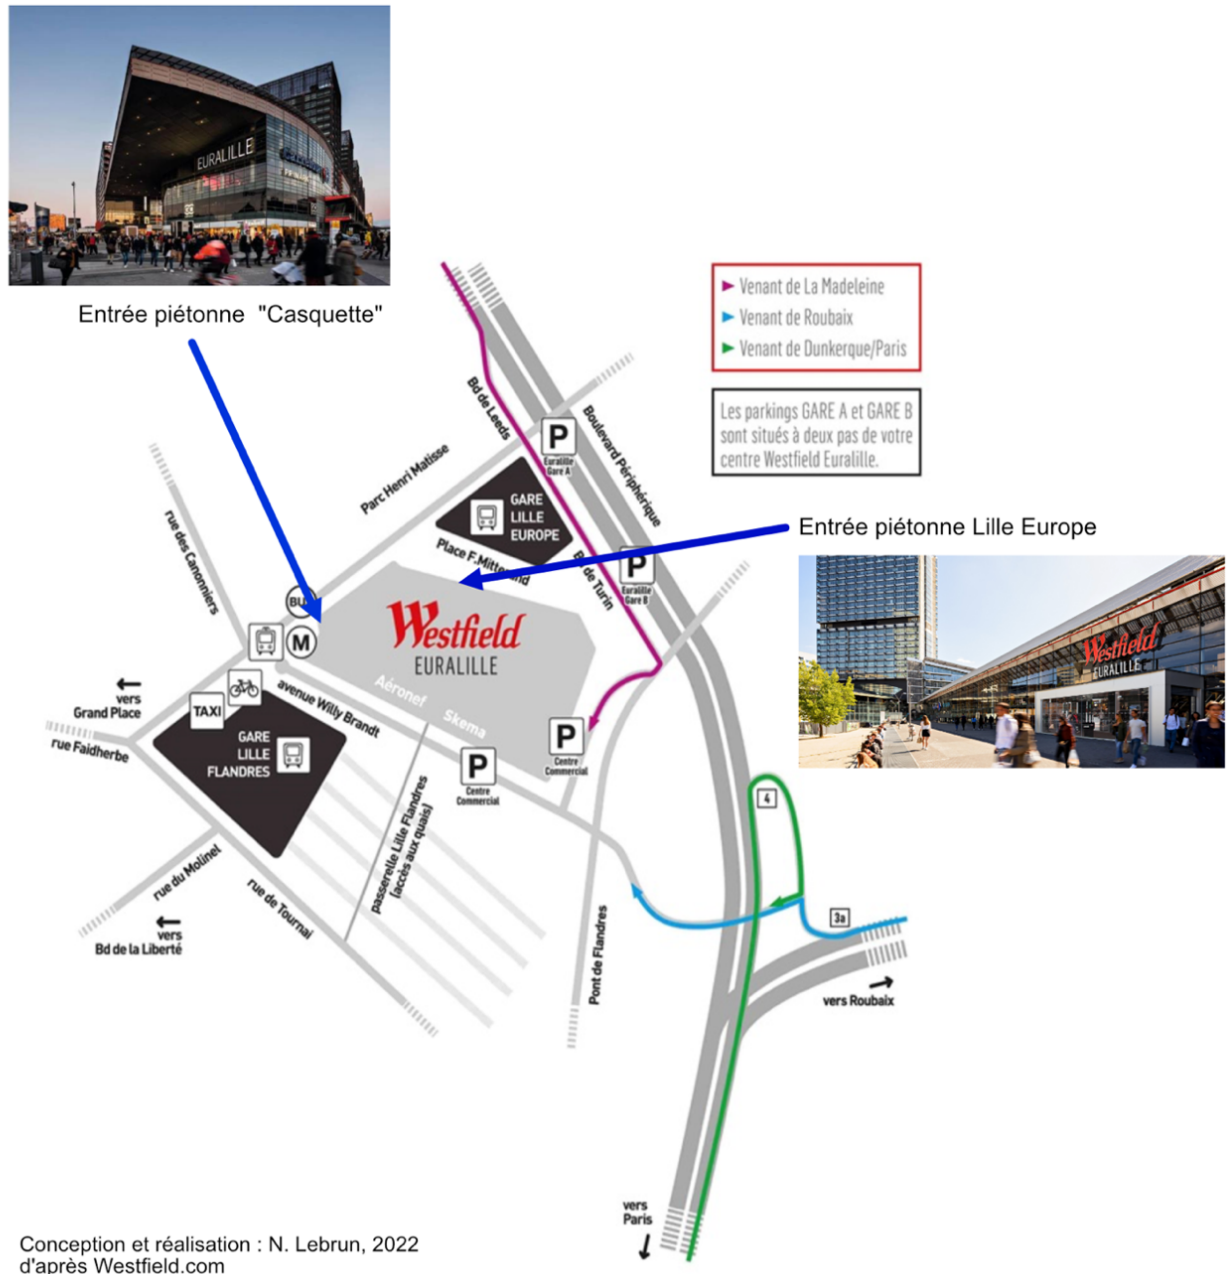 EURALILLE
Entrée piétonne "Casquette"
Venant de La Madeleine
Venant de Roubaix
Venant de Dunkerque/Paris
Les parkings GARE A et GARE B
sont situés à deux pas de votre
centre Westfield Euralille.
Bd de Leeds
Boulevard Périphérique
P
Euralille
Gare A
Parc Henri Matisse
GARE
LILLE
EUROPE
Place F.Mitterrand
Bd de Turin
P
Euralille
Gare B
Entrée piétonne Lille Europe
Westfield
EURALILLE
rue des Canonniers
BU
M
Westfield
EURALILLE
Aéronef
Skema
avenue Willy Brandt
vers
Grand Place
TAXI
rue Faidherbe
GARE
LILLE
FLANDRES
P
Centre
Commercial
P
Centre
Commercial
passerelle Lille Flandres
(accès aux quais)
4
3a
rue du Molinel
rue de Tournai
vers
Bd de la Liberté
Pont de Flandres
vers Roubaix
vers
Paris
Conception et réalisation : N. Lebrun, 2022
d'après Westfield.com